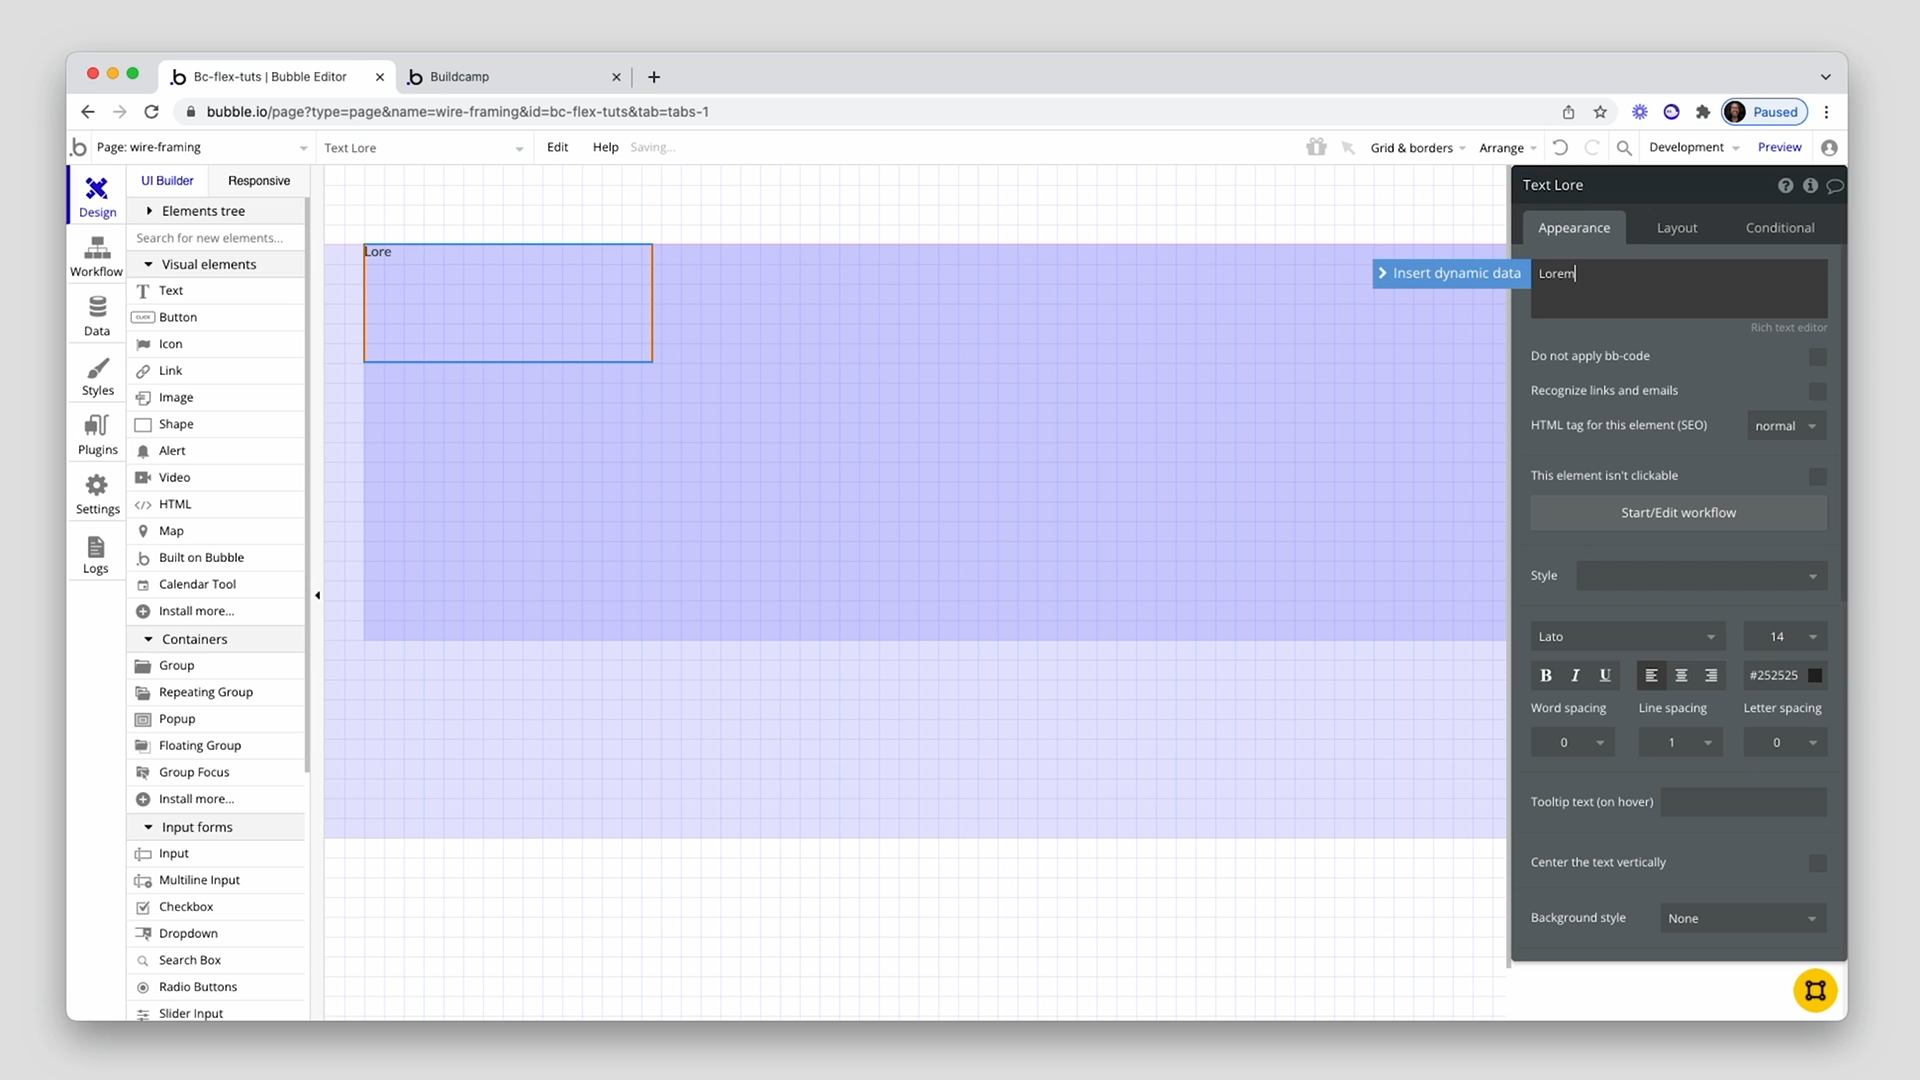 Bc-flex-tuts | Bubble Editor
Buildcamp
bubble.io/page?type=page&name=wire-framing&id=bc-flex-tuts&tab=tabs-1
Paused
Page: wire-framing
Text Lore
Edit
Help
Saving...
Grid & borders
Arrange
Development
Preview
Design
Workflow
Data
Styles
Plugins
Settings
Logs
UI Builder
Responsive
Elements tree
Search for new elements...
Visual elements
Text
Button
Icon
Link
Image
Shape
Alert
Video
HTML
Map
Built on Bubble
Calendar Tool
Install more...
Containers
Group
Repeating Group
Popup
Floating Group
Group Focus
Install more...
Input forms
Input
Multiline Input
Checkbox
Dropdown
Search Box
Radio Buttons
Slider Input
Lore
Text Lore
Appearance
Layout
Conditional
Insert dynamic data
Lorem
Rich text editor
Do not apply bb-code
Recognize links and emails
HTML tag for this element (SEO)
normal
This element isn't clickable
Start/Edit workflow
Style
Lato
14
B I U
#252525
Word spacing
Line spacing
Letter spacing
0
1
0
Tooltip text (on hover)
Center the text vertically
Background style
None